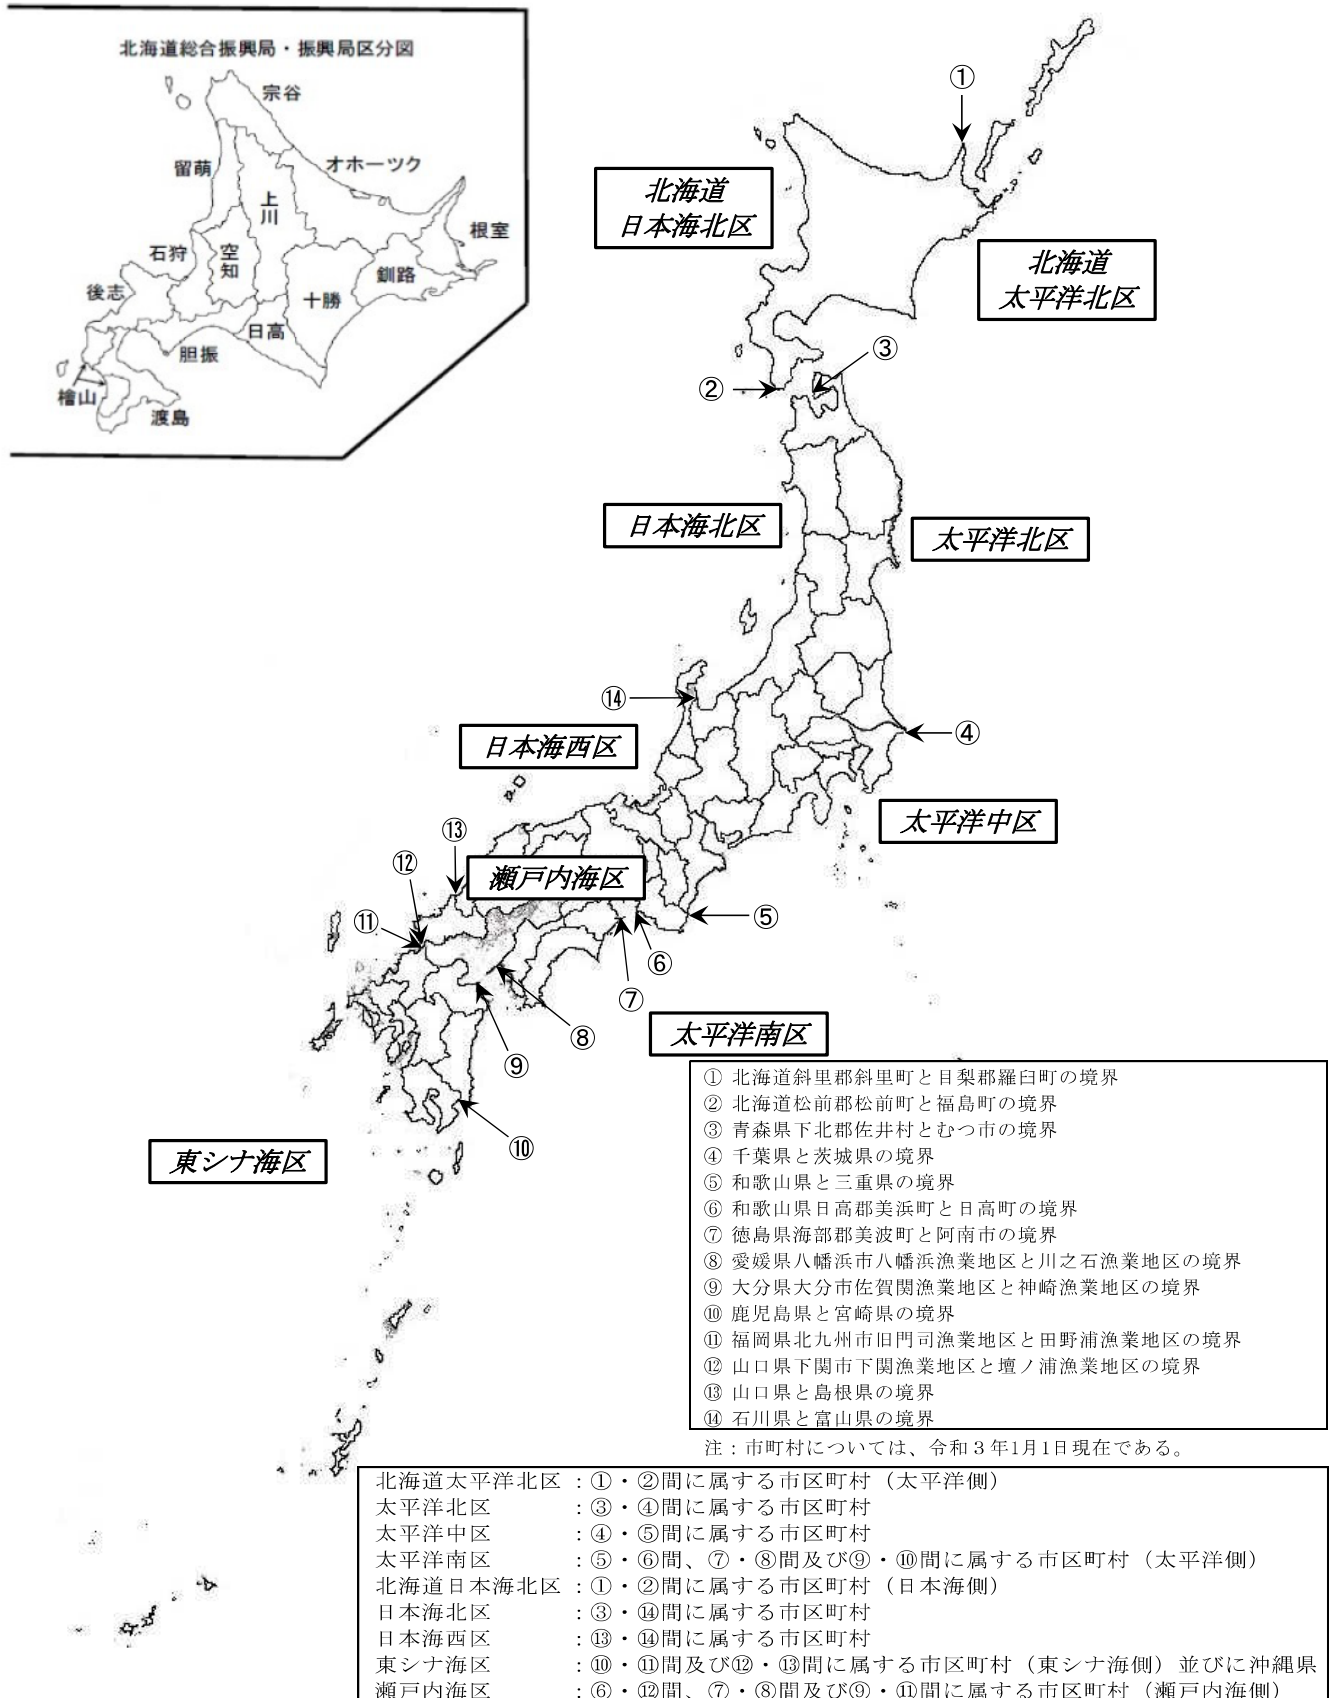 北海道総合振興局・振興局区分図
宗谷
留萌
オホーツク
上川
根室
石狩
空知
釧路
後志
十勝
日高
胆振
檜山
渡島
①
北海道
日本海北区
北海道
太平洋北区
③
②
日本海北区
太平洋北区
⑭
④
日本海西区
太平洋中区
⑬
⑫
瀬戸内海区
⑪
⑤
⑥
⑦
太平洋南区
⑧
⑨
⑩
東シナ海区
① 北海道斜里郡斜里町と目梨郡羅臼町の境界
② 北海道松前郡松前町と福島町の境界
③ 青森県下北郡佐井村とむつ市の境界
④ 千葉県と茨城県の境界
⑤ 和歌山県と三重県の境界
⑥ 和歌山県日高郡美浜町と日高町の境界
⑦ 徳島県海部郡美波町と阿南市の境界
⑧ 愛媛県八幡浜市八幡浜漁業地区と川之石漁業地区の境界
⑨ 大分県大分市佐賀関漁業地区と神崎漁業地区の境界
⑩ 鹿児島県と宮崎県の境界
⑪ 福岡県北九州市旧門司漁業地区と田野浦漁業地区の境界
⑫ 山口県下関市下関漁業地区と壇ノ浦漁業地区の境界
⑬ 山口県と島根県の境界
⑭ 石川県と富山県の境界
注：市町村については、令和３年1月1日現在である。
北海道太平洋北区：①・②間に属する市区町村（太平洋側）
太平洋北区：③・④間に属する市区町村
太平洋中区：④・⑤間に属する市区町村
太平洋南区：⑤・⑥間、⑦・⑧間及び⑨・⑩間に属する市区町村（太平洋側）
北海道日本海北区：①・②間に属する市区町村（日本海側）
日本海北区：③・⑭間に属する市区町村
日本海西区：⑬・⑭間に属する市区町村
東シナ海区：⑩・⑪間及び⑫・⑬間に属する市区町村（東シナ海側）並びに沖縄県
瀬戸内海区：⑥・⑫間、⑦・⑧間及び⑨・⑪間に属する市区町村（瀬戸内海側）